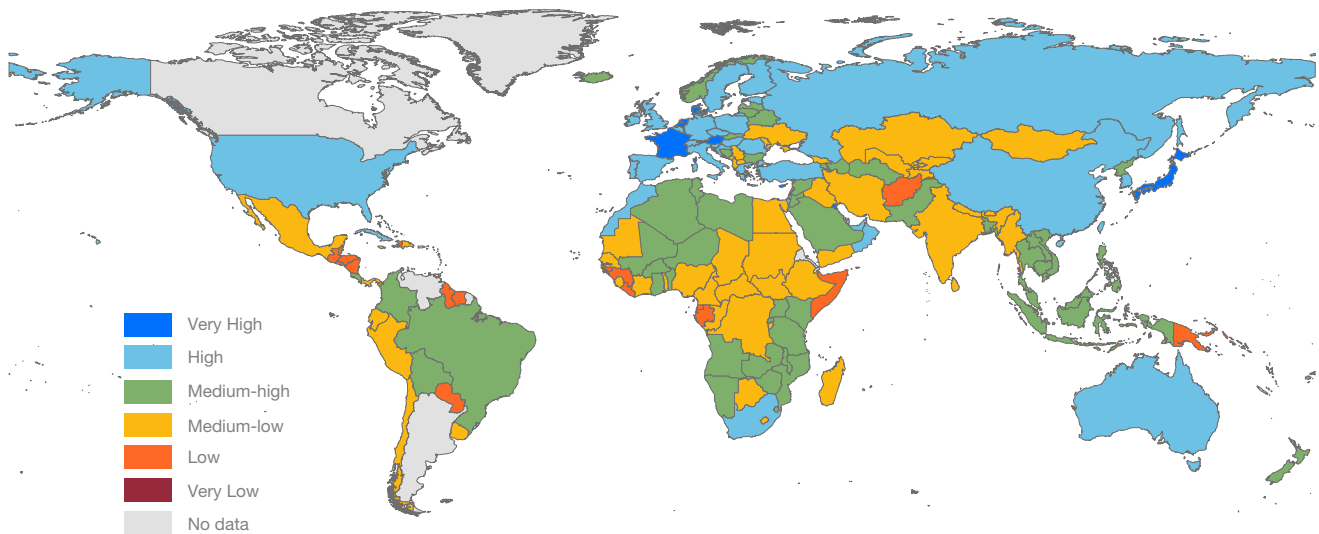 Very High
High
Medium-high
Medium-low
Low
Very Low
No data